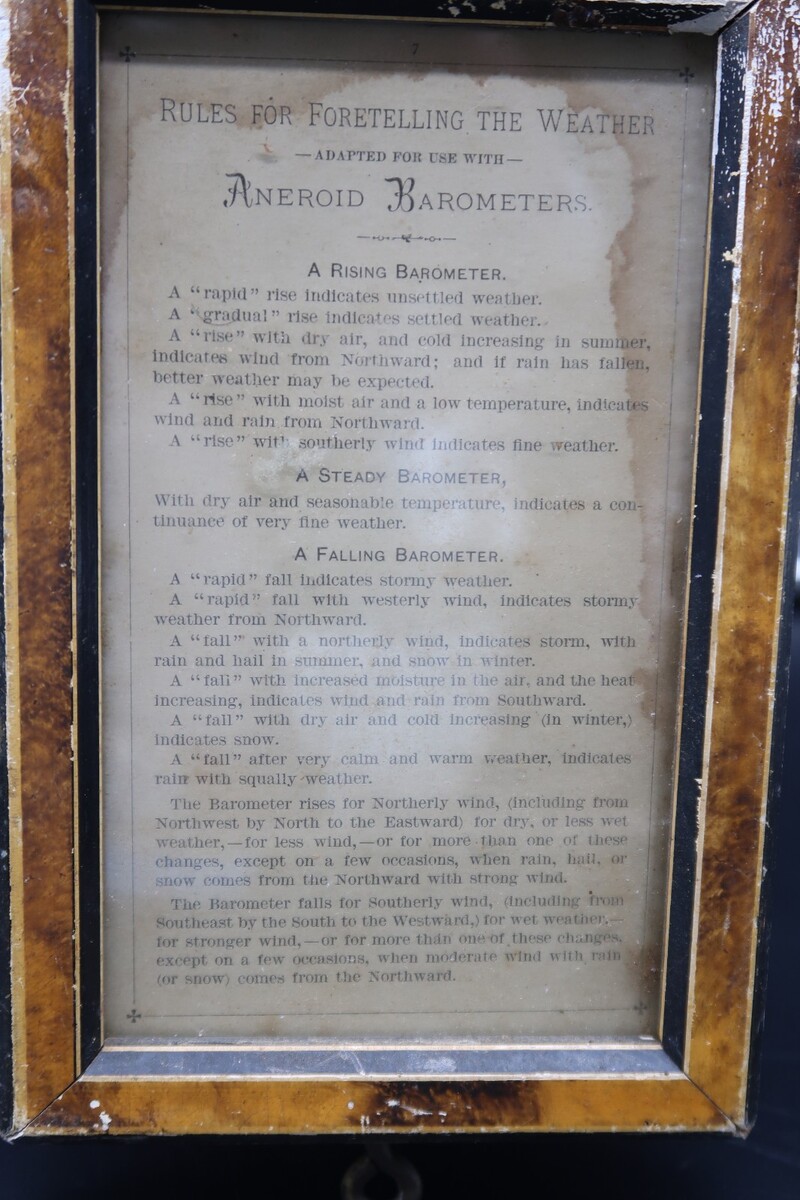 7
RULES FOR FORETELLING THE WEATHER
— ADAPTED FOR USE WITH —
ANEROID BAROMETERS.
A RISING BAROMETER.
A "rapid" rise indicates unsettled weather.
A "gradual" rise indicates settled weather.
A "rise" with dry air, and cold increasing in summer,
indicates wind from Northward; and if rain has fallen,
better weather may be expected.
A "rise" with moist air and a low temperature, indicates
wind and rain from Northward.
A "rise" with southerly wind indicates fine weather.
A STEADY BAROMETER,
With dry air and seasonable temperature, indicates a con-
tinuance of very fine weather.
A FALLING BAROMETER.
A "rapid" fall indicates stormy weather.
A "rapid" fall with westerly wind, indicates stormy
weather from Northward.
A "fall" with a northerly wind, indicates storm, with
rain and hail in summer, and snow in winter.
A "fall" with increased moisture in the air, and the heat
increasing, indicates wind and rain from Southward.
A "fall" with dry air and cold increasing (in winter,)
indicates snow.
A "fall" after very calm and warm weather, indicates
rain with squally weather.
The Barometer rises for Northerly wind, (including from
Northwest by North to the Eastward) for dry, or less wet
weather,—for less wind,—or for more than one of these
changes, except on a few occasions, when rain, hail, or
snow comes from the Northward with strong wind.
The Barometer falls for Southerly wind, (including from
Southeast by the South to the Westward,) for wet weather,—
for stronger wind,—or for more than one of these changes,
except on a few occasions, when moderate wind with rain
(or snow) comes from the Northward.